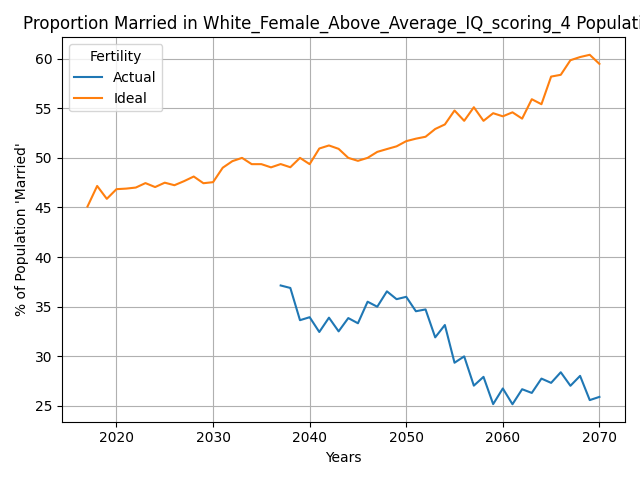 Proportion Married in White_Female_Above_Average_IQ_scoring_4 Populati
Fertility
Actual
Ideal
60
55
50
45
40
35
30
25
% of Population 'Married'
2020 2030 2040 2050 2060 2070
Years